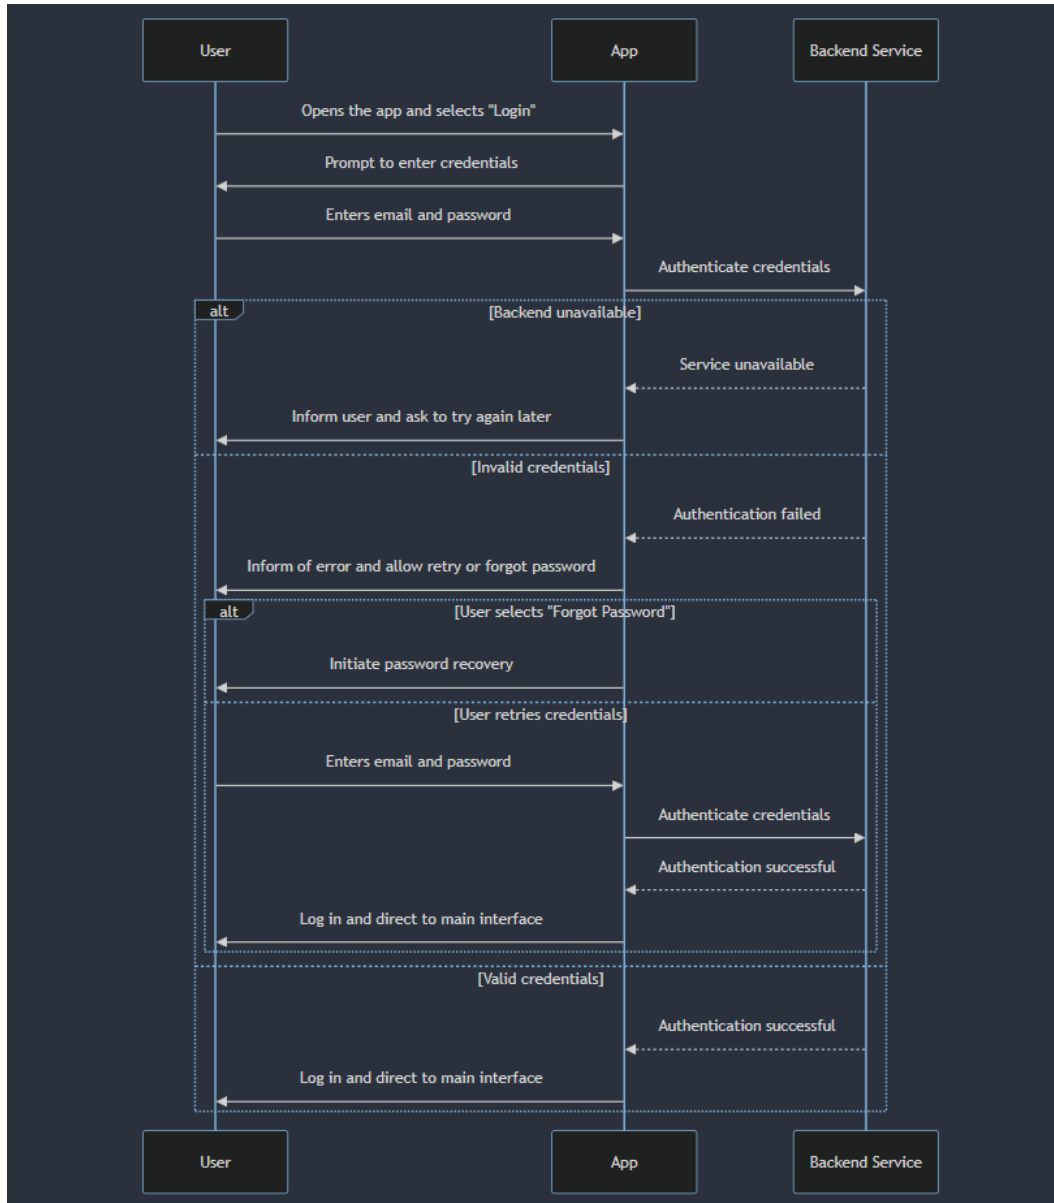 User
App
Backend Service
Opens the app and selects "Login"
Prompt to enter credentials
Enters email and password
Authenticate credentials
alt
[Backend unavailable]
Service unavailable
Inform user and ask to try again later
[Invalid credentials]
Authentication failed
Inform of error and allow retry or forgot password
alt
[User selects "Forgot Password"]
Initiate password recovery
[User retries credentials]
Enters email and password
Authenticate credentials
Authentication successful
Log in and direct to main interface
[Valid credentials]
Authentication successful
Log in and direct to main interface
User
App
Backend Service